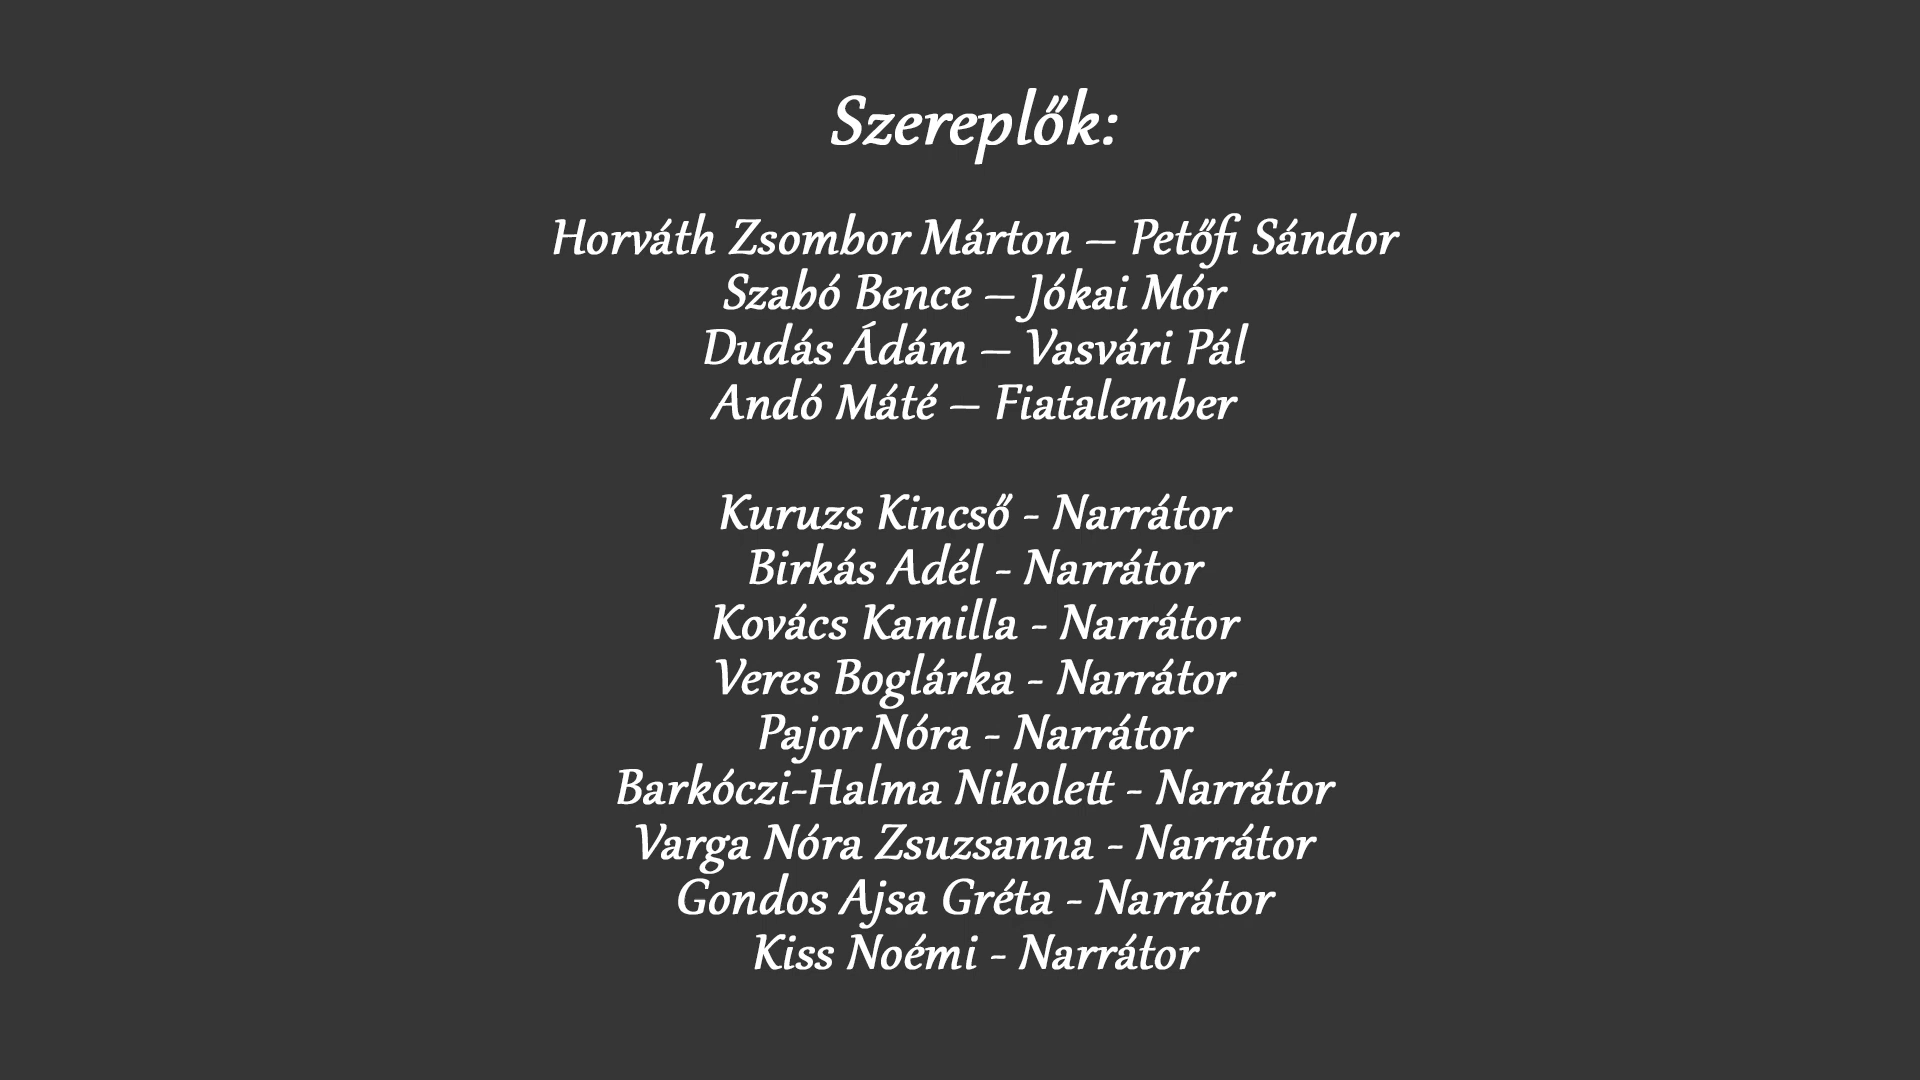 Szereplők:
Horváth Zsombor Márton – Petőfi Sándor
Szabó Bence – Jókai Mór
Dudás Ádám – Vasvári Pál
Andó Máté – Fiatalember
Kuruzs Kincső - Narrátor
Birkás Adél - Narrátor
Kovács Kamilla - Narrátor
Veres Boglárka - Narrátor
Pajor Nóra - Narrátor
Barkóczi-Halma Nikolett - Narrátor
Varga Nóra Zsuzsanna - Narrátor
Gondos Ajsa Gréta - Narrátor
Kiss Noémi - Narrátor